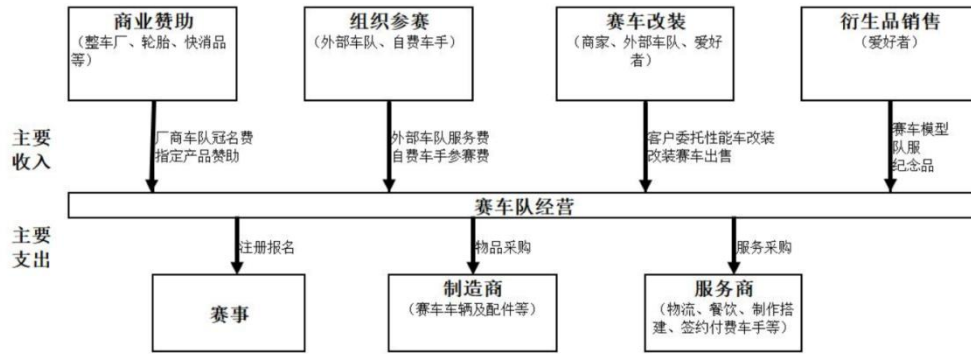 商业赞助
（整车厂、轮胎、快消品
等）
组织参赛
（外部车队、自费车手）
赛车改装
（商家、外部车队、爱好
者）
衍生品销售
（爱好者）
主要
收入
厂商车队冠名费
指定产品赞助
外部车队服务费
自费车手参赛费
客户委托性能车改装
改装赛车出售
赛车模型
队服
纪念品
赛车队经营
主要
支出
注册报名
物品采购
服务采购
赛事
制造商
（赛车车辆及配件等）
服务商
（物流、餐饮、制作搭
建、签约付费车手等）